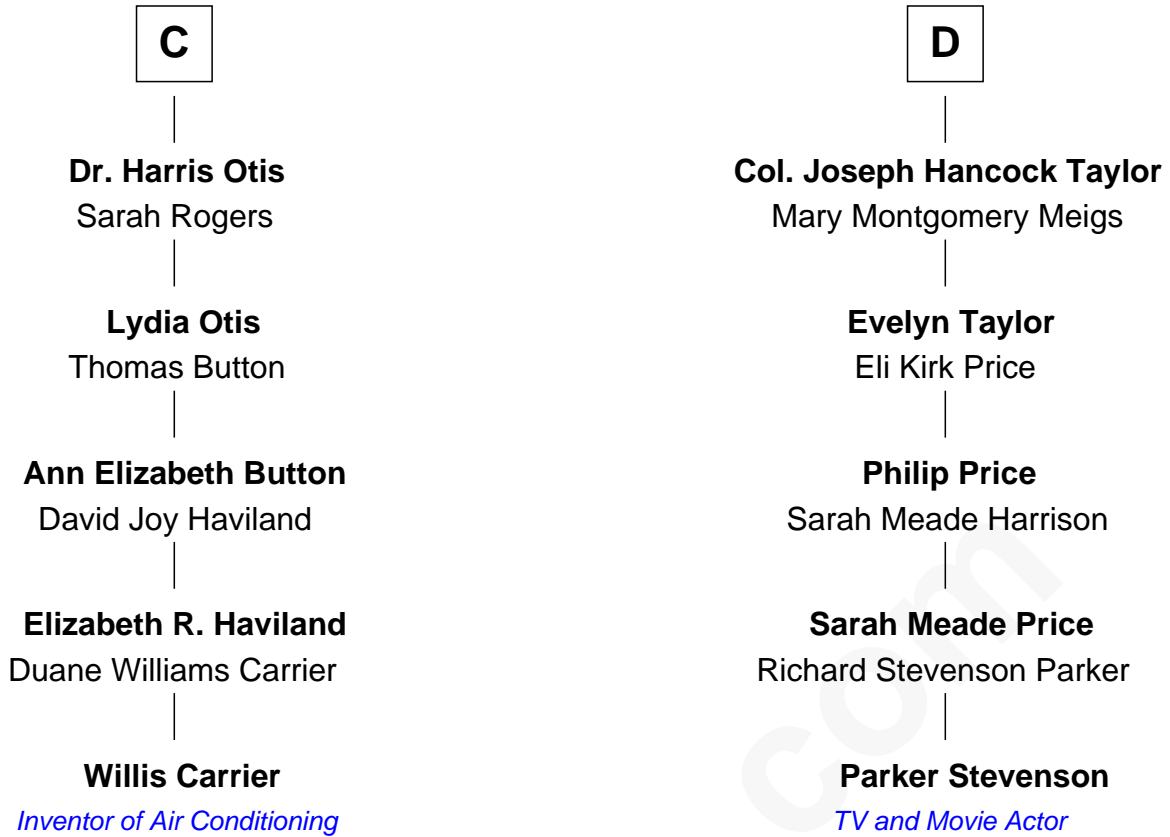 C
Dr. Harris Otis
Sarah Rogers
Lydia Otis
Thomas Button
Ann Elizabeth Button
David Joy Haviland
Elizabeth R. Haviland
Duane Williams Carrier
Willis Carrier
Inventor of Air Conditioning
D
Col. Joseph Hancock Taylor
Mary Montgomery Meigs
Evelyn Taylor
Eli Kirk Price
Philip Price
Sarah Meade Harrison
Sarah Meade Price
Richard Stevenson Parker
Parker Stevenson
TV and Movie Actor
com